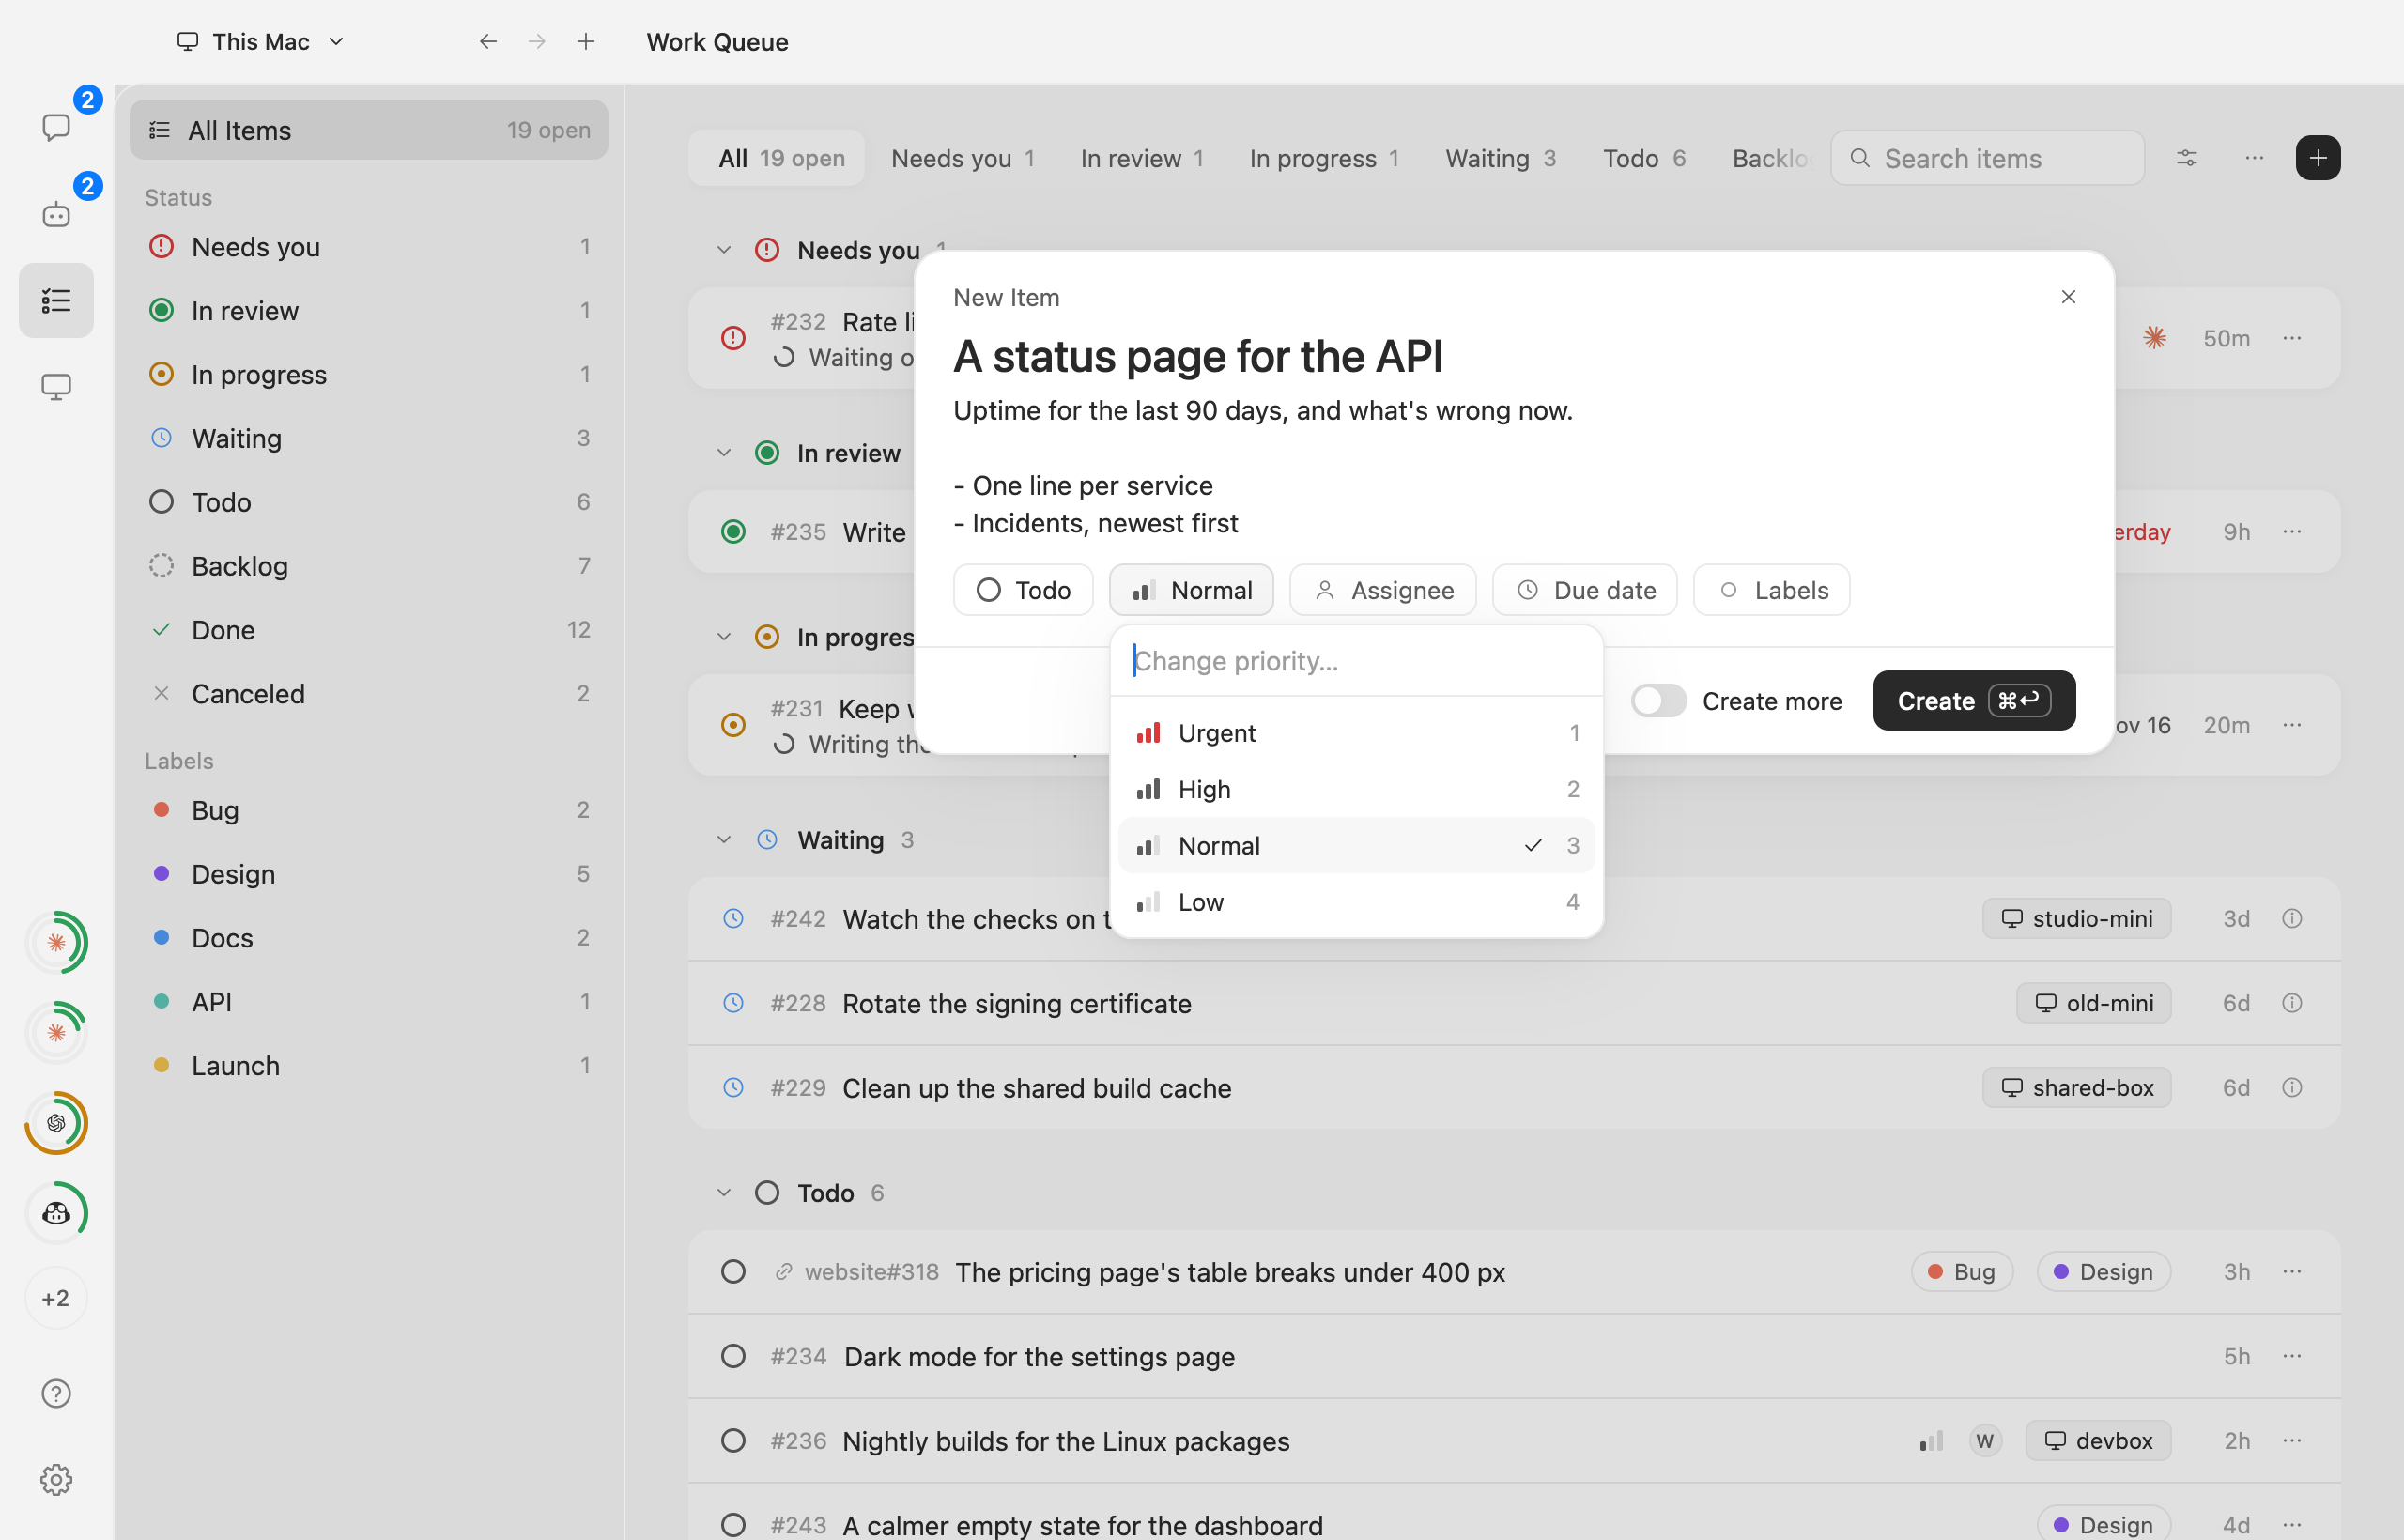 This Mac
Work Queue
2
2
All Items 19 open
Status
Needs you 1
In review 1
In progress 1
Waiting 3
Todo 6
Backlog 7
Done 12
Canceled 2
Labels
Bug 2
Design 5
Docs 2
API 1
Launch 1
+2
All 19 open Needs you 1 In review 1 In progress 1 Waiting 3 Todo 6 Backlo
Search items
Needs you 1
#232 Rate li
Waiting o
50m
In review
#235 Write
erday 9h
In progres
#231 Keep
Writing th
ov 16 20m
New Item
A status page for the API
Uptime for the last 90 days, and what's wrong now.
- One line per service
- Incidents, newest first
Todo Normal Assignee Due date Labels
Change priority...
Urgent 1
High 2
Normal 3
Low 4
Create more
Create ⌘↩
Waiting 3
#242 Watch the checks on t
studio-mini 3d
#228 Rotate the signing certificate old-mini 6d
#229 Clean up the shared build cache shared-box 6d
Todo 6
website#318 The pricing page's table breaks under 400 px Bug Design 3h
#234 Dark mode for the settings page 5h
#236 Nightly builds for the Linux packages W devbox 2h
#243 A calmer empty state for the dashboard Design 4d